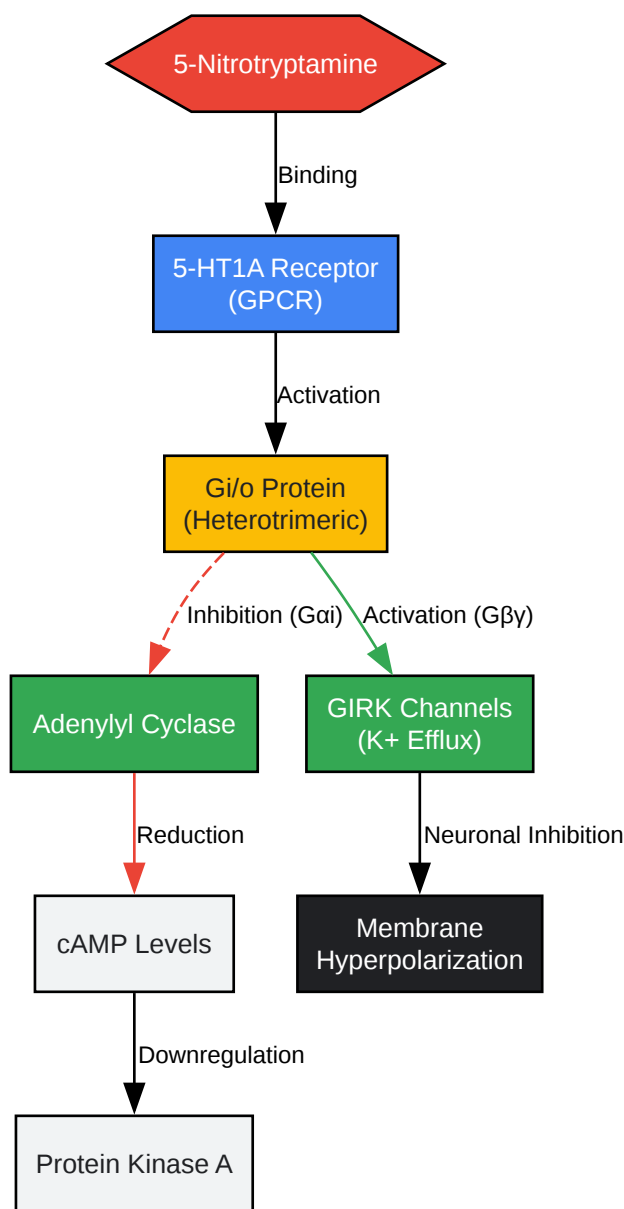 5-Nitrotryptamine
Binding
5-HT1A Receptor
(GPCR)
Activation
Gi/o Protein
(Heterotrimeric)
Inhibition (Gαi)
Activation (Gβγ)
Adenylyl Cyclase
GIRK Channels
(K+ Efflux)
Reduction
Neuronal Inhibition
cAMP Levels
Membrane
Hyperpolarization
Downregulation
Protein Kinase A